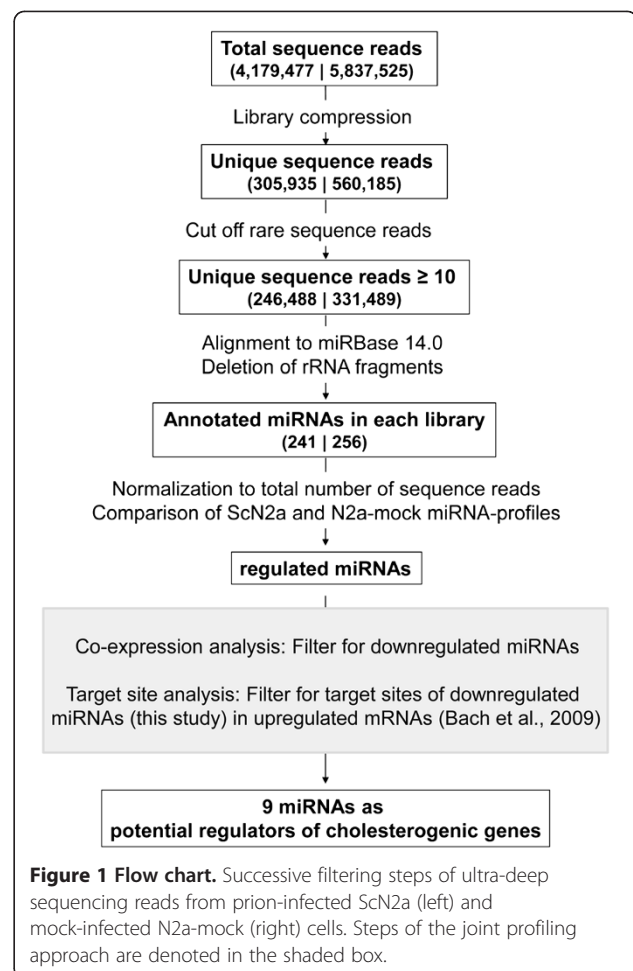 Total sequence reads
(4,179,477 | 5,837,525)
Library compression
Unique sequence reads
(305,935 | 560,185)
Cut off rare sequence reads
Unique sequence reads ≥ 10
(246,488 | 331,489)
Alignment to miRBase 14.0
Deletion of rRNA fragments
Annotated miRNAs in each library
(241 | 256)
Normalization to total number of sequence reads
Comparison of ScN2a and N2a-mock miRNA-profiles
regulated miRNAs
Co-expression analysis: Filter for downregulated miRNAs
Target site analysis: Filter for target sites of downregulated
miRNAs (this study) in upregulated mRNAs (Bach et al., 2009)
9 miRNAs as
potential regulators of cholesterogenic genes
Figure 1 Flow chart. Successive filtering steps of ultra-deep
sequencing reads from prion-infected ScN2a (left) and
mock-infected N2a-mock (right) cells. Steps of the joint profiling
approach are denoted in the shaded box.